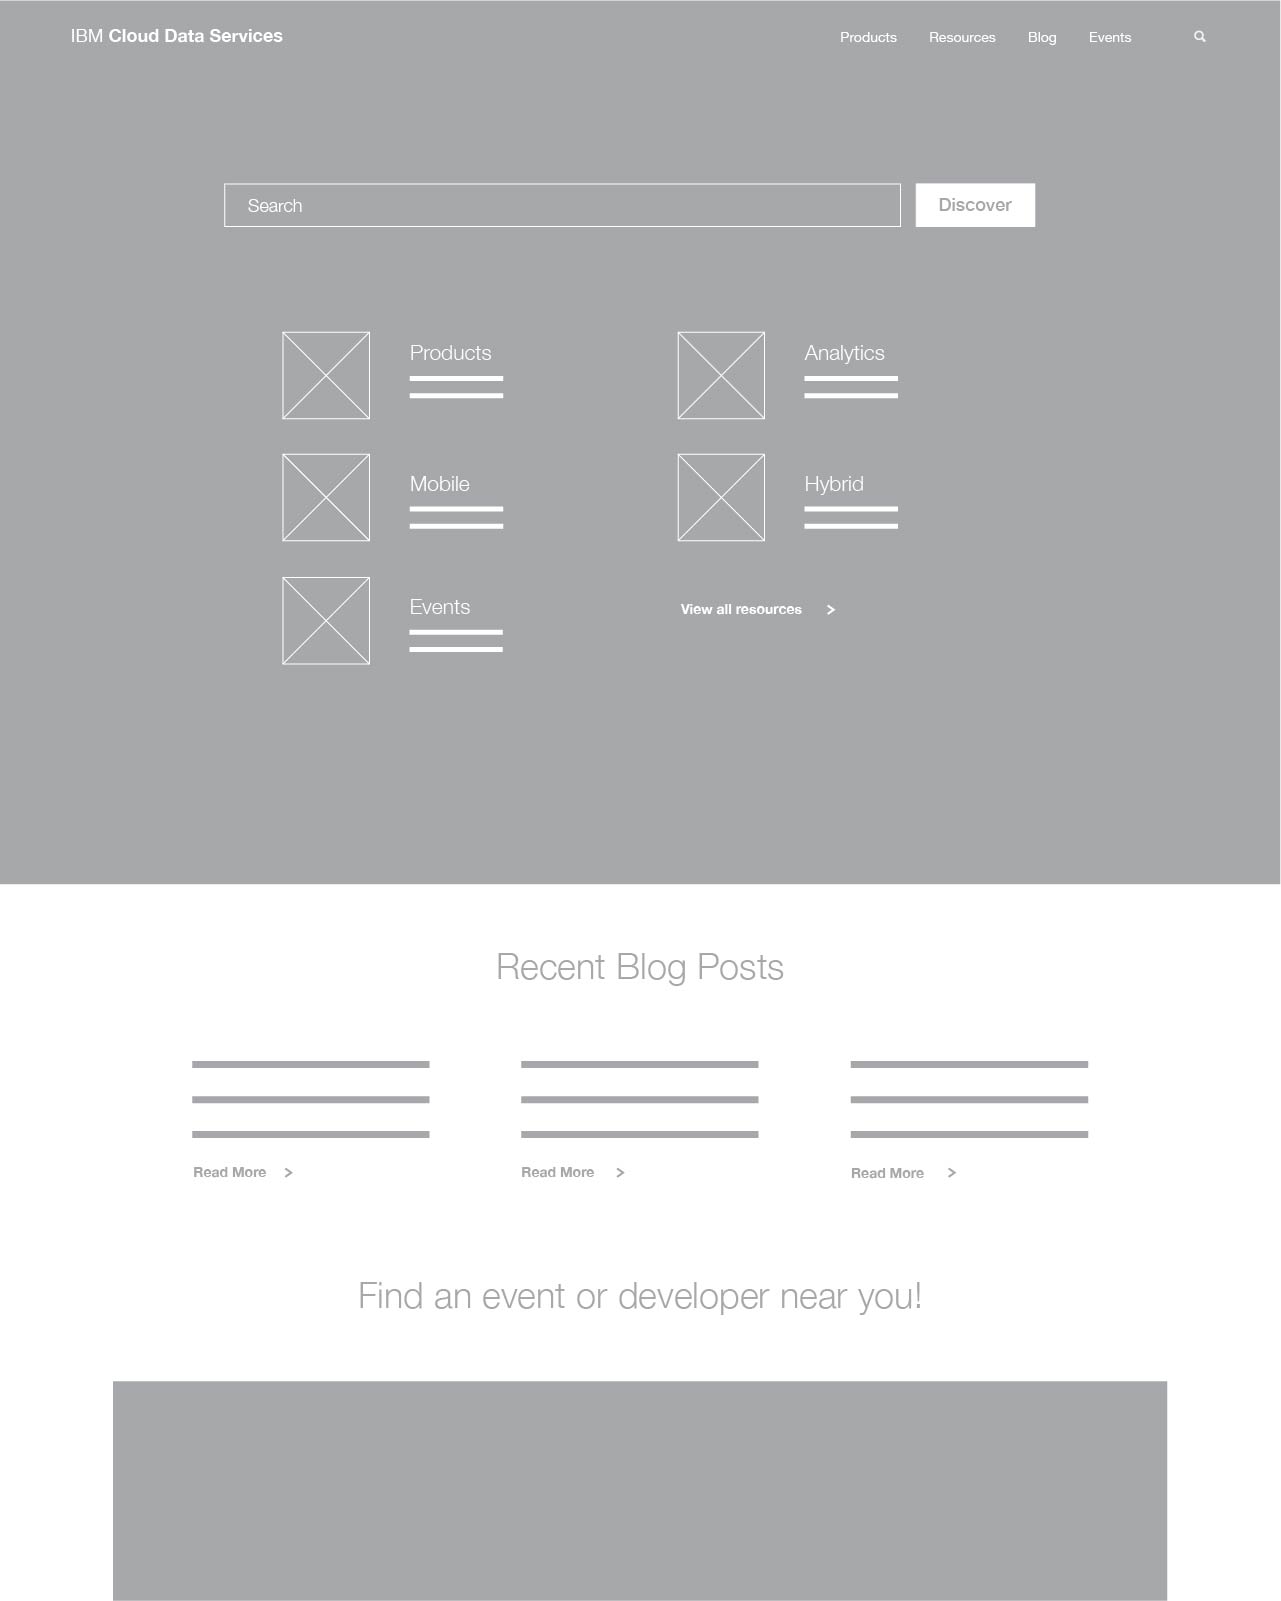 IBM Cloud Data Services
Products Resources Blog Events
Search
Discover
Products
Analytics
Mobile
Hybrid
Events
View all resources >
Recent Blog Posts
Read More >
Read More >
Read More >
Find an event or developer near you!